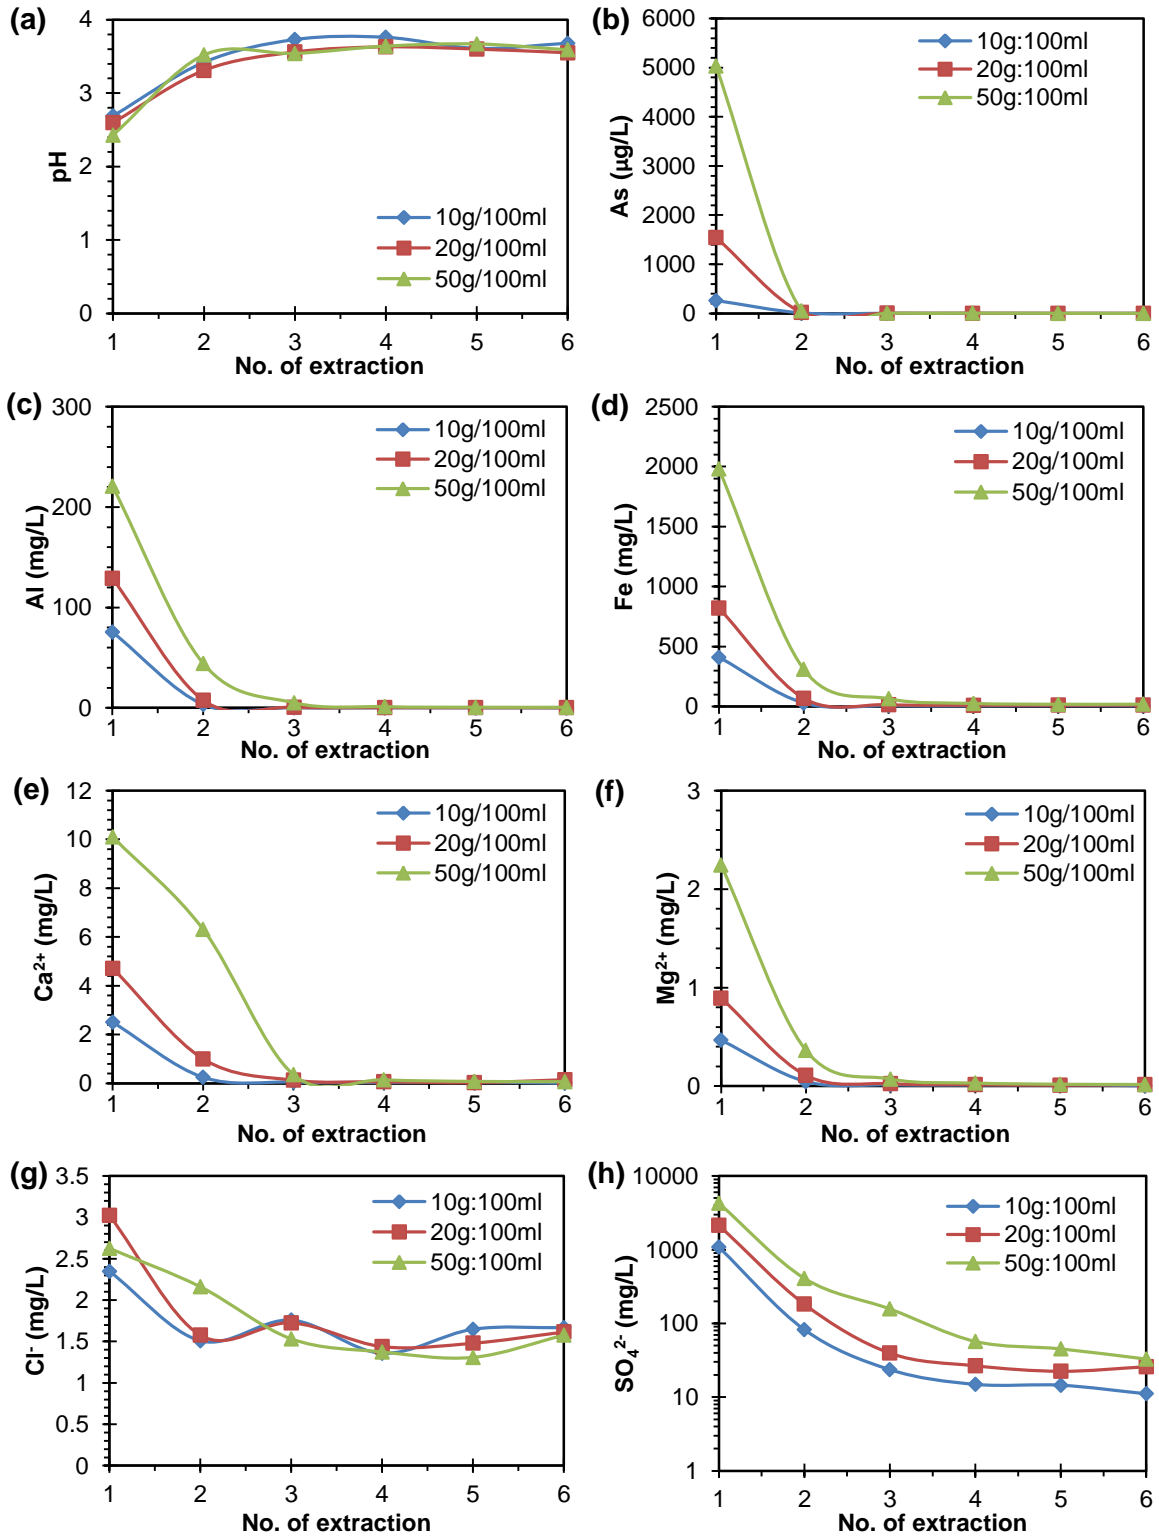 (a)
4
3
2
1
0
pH
10g/100ml
20g/100ml
50g/100ml
1 2 3 4 5 6
No. of extraction
(b)
6000
5000
4000
3000
2000
1000
0
As (µg/L)
10g:100ml
20g:100ml
50g:100ml
1 2 3 4 5 6
No. of extraction
(c)
300
200
100
0
Al (mg/L)
10g/100ml
20g/100ml
50g/100ml
1 2 3 4 5 6
No. of extraction
(d)
2500
2000
1500
1000
500
0
Fe (mg/L)
10g/100ml
20g/100ml
50g/100ml
1 2 3 4 5 6
No. of extraction
(e)
12
10
8
6
4
2
0
Ca²⁺ (mg/L)
10g/100ml
20g/100ml
50g/100ml
1 2 3 4 5 6
No. of extraction
(f)
3
2
1
0
Mg²⁺ (mg/L)
10g/100ml
20g/100ml
50g/100ml
1 2 3 4 5 6
No. of extraction
(g)
3.5
3
2.5
2
1.5
1
0.5
0
Cl⁻ (mg/L)
10g:100ml
20g:100ml
50g:100ml
1 2 3 4 5 6
No. of extraction
(h)
10000
1000
100
10
1
SO₄²⁻ (mg/L)
10g:100ml
20g:100ml
50g:100ml
1 2 3 4 5 6
No. of extraction